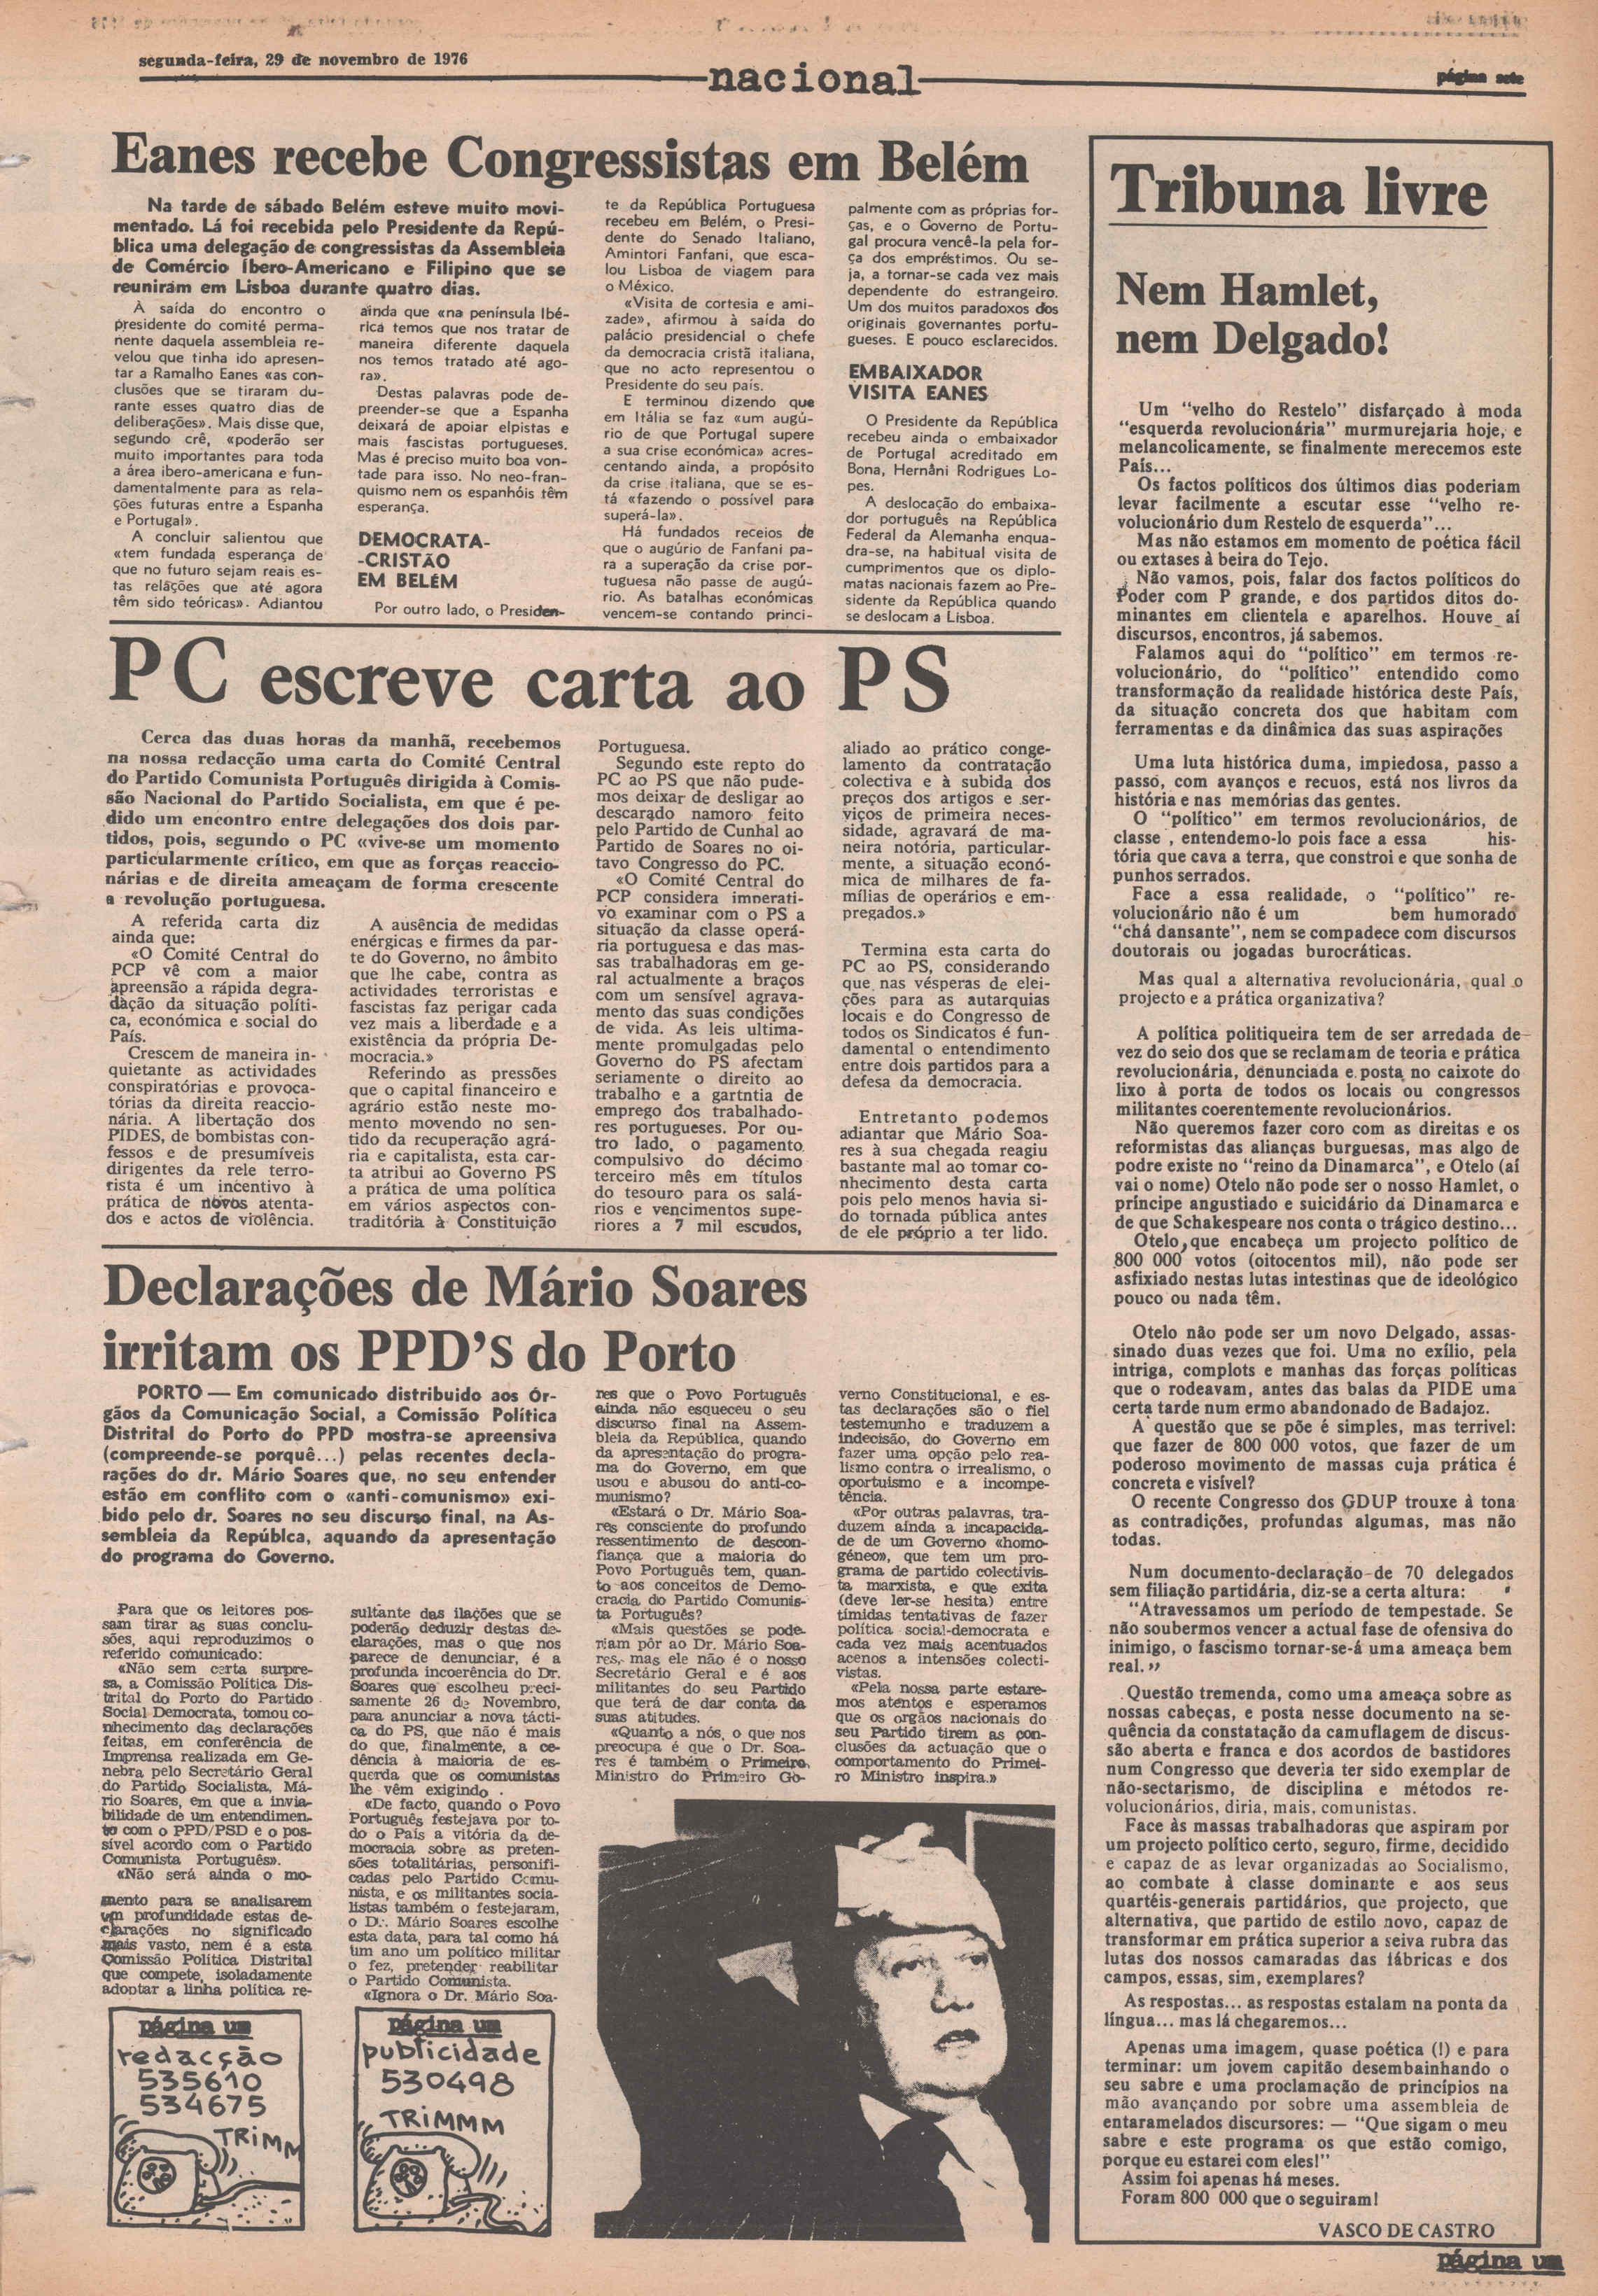 segunda-feira, 29 de novembro de 1976
nacional
página sete
Eanes recebe Congressistas em Belém
Na tarde de sábado Belém esteve muito movi-
mentado. Lá foi recebida pelo Presidente da Repú-
blica uma delegação de congressistas da Assembleia
de Comércio Íbero-Americano e Filipino que se
reuniram em Lisboa durante quatro dias.
À saída do encontro o
presidente do comité perma-
nente daquela assembleia re-
velou que tinha ido apresen-
tar a Ramalho Eanes «as con-
clusões que se tiraram du-
rante esses quatro dias de
deliberações». Mais disse que,
segundo crê, «poderão ser
muito importantes para toda
a área ibero-americana e fun-
damentalmente para as rela-
ções futuras entre a Espanha
e Portugal».
A concluir salientou que
«tem fundada esperança de
que no futuro sejam reais es-
tas relações que até agora
têm sido teóricas». Adiantou
ainda que «na península Ibé-
rica temos que nos tratar de
maneira diferente daquela
nos temos tratado até ago-
ra».
Destas palavras pode de-
preender-se que a Espanha
deixará de apoiar elpistas e
mais fascistas portugueses.
Mas é preciso muito boa von-
tade para isso. No neo-fran-
quismo nem os espanhóis têm
esperança.
DEMOCRATA-
-CRISTÃO
EM BELÉM
Por outro lado, o Presiden-
te da República Portuguesa
recebeu em Belém, o Presi-
dente do Senado Italiano,
Amintori Fanfani, que esca-
lou Lisboa de viagem para
o México.
«Visita de cortesia e ami-
zade», afirmou à saída do
palácio presidencial o chefe
da democracia cristã italiana,
que no acto representou o
Presidente do seu país.
E terminou dizendo que
em Itália se faz «um augú-
rio de que Portugal supere
a sua crise económica» acres-
centando ainda, a propósito
da crise italiana, que se es-
tá «fazendo o possível para
superá-la».
Há fundados receios de
que o augúrio de Fanfani pa-
ra a superação da crise por-
tuguesa não passe de augú-
rio. As batalhas económicas
vencem-se contando princi-
palmente com as próprias for-
ças, e o Governo de Portu-
gal procura vencê-la pela for-
ça dos empréstimos. Ou se-
ja, a tornar-se cada vez mais
dependente do estrangeiro.
Um dos muitos paradoxos dos
originais governantes portu-
gueses. E pouco esclarecidos.
EMBAIXADOR
VISITA EANES
O Presidente da República
recebeu ainda o embaixador
de Portugal acreditado em
Bona, Hernâni Rodrigues Lo-
pes.
A deslocação do embaixa-
dor português na República
Federal da Alemanha enqua-
dra-se, na habitual visita de
cumprimentos que os diplo-
matas nacionais fazem ao Pre-
sidente da República quando
se deslocam a Lisboa.
PC escreve carta ao PS
Cerca das duas horas da manhã, recebemos
na nossa redacção uma carta do Comité Central
do Partido Comunista Português dirigida à Comis-
são Nacional do Partido Socialista, em que é pe-
dido um encontro entre delegações dos dois par-
tidos, pois, segundo o PC «vive-se um momento
particularmente crítico, em que as forças reaccio-
nárias e de direita ameaçam de forma crescente
a revolução portuguesa.
A referida carta diz
ainda que:
«O Comité Central do
PCP vê com a maior
apreensão a rápida degra-
dação da situação políti-
ca, económica e social do
País.
Crescem de maneira in-
quietante as actividades
conspiratórias e provoca-
tórias da direita reaccio-
nária. A libertação dos
PIDES, de bombistas con-
fessos e de presumíveis
dirigentes da rele terro-
rista é um incentivo à
prática de novos atenta-
dos e actos de violência.
A ausência de medidas
enérgicas e firmes da par-
te do Governo, no âmbito
que lhe cabe, contra as
actividades terroristas e
fascistas faz perigar cada
vez mais a liberdade e a
existência da própria De-
mocracia.»
Referindo as pressões
que o capital financeiro e
agrário estão neste mo-
mento movendo no sen-
tido da recuperação agrá-
ria e capitalista, esta car-
ta atribui ao Governo PS
a prática de uma política
em vários aspectos con-
traditória à Constituição
Portuguesa.
Segundo este repto do
PC ao PS que não pude-
mos deixar de desligar ao
descarado namoro feito
pelo Partido de Cunhal ao
Partido de Soares no oi-
tavo Congresso do PC.
«O Comité Central do
PCP considera imnerati-
vo examinar com o PS a
situação da classe operá-
ria portuguesa e das mas-
sas trabalhadoras em ge-
ral actualmente a braços
com um sensível agrava-
mento das suas condições
de vida. As leis ultima-
mente promulgadas pelo
Governo do PS afectam
seriamente o direito ao
trabalho e a gartntia de
emprego dos trabalhado-
res portugueses. Por ou-
tro lado, o pagamento
compulsivo do décimo
terceiro mês em títulos
do tesouro para os salá-
rios e vencimentos supe-
riores a 7 mil escudos,
aliado ao prático conge-
lamento da contratação
colectiva e à subida dos
preços dos artigos e ser-
viços de primeira neces-
sidade, agravará de ma-
neira notória, particular-
mente, a situação econó-
mica de milhares de fa-
mílias de operários e em-
pregados.»
Termina esta carta do
PC ao PS, considerando
que nas vésperas de elei-
ções para as autarquias
locais e do Congresso de
todos os Sindicatos é fun-
damental o entendimento
entre dois partidos para a
defesa da democracia.
Entretanto podemos
adiantar que Mário Soa-
res à sua chegada reagiu
bastante mal ao tomar co-
nhecimento desta carta
pois pelo menos havia si-
do tornada pública antes
de ele próprio a ter lido.
Declarações de Mário Soares
irritam os PPD'S do Porto
PORTO — Em comunicado distribuido aos Ór-
gãos da Comunicação Social, a Comissão Política
Distrital do Porto do PPD mostra-se apreensiva
(compreende-se porquê...) pelas recentes decla-
rações do dr. Mário Soares que, no seu entender
estão em conflito com o «anti-comunismo» exi-
bido pelo dr. Soares no seu discurso final, na As-
sembleia da Repúblca, aquando da apresentação
do programa do Governo.
Para que os leitores pos-
sam tirar as suas conclu-
sões, aqui reproduzimos o
referido comunicado:
«Não sem certa surpre-
sa, a Comissão Política Dis-
trital do Porto do Partido
Social Democrata, tomou co-
nhecimento das declarações
feitas, em conferência de
Imprensa realizada em Ge-
nebra pelo Secretário Geral
do Partido Socialista, Má-
rio Soares, em que a invia-
bilidade de um entendimen-
to com o PPD/PSD e o pos-
sível acordo com o Partido
Comunista Português».
«Não será ainda o mo-
mento para se analisarem
em profundidade estas de-
clarações no significado
mais vasto, nem é a esta
Comissão Política Distrital
que compete, isoladamente
adoptar a linha política re-
sultante das ilações que se
poderão deduzir destas de-
clarações, mas o que nos
parece de denunciar, é a
profunda incoerência do Dr.
Soares que escolheu preci-
samente 26 de Novembro,
para anunciar a nova tácti-
ca do PS, que não é mais
do que, finalmente, a ce-
dência à maioria de es-
querda que os comunistas
lhe vêm exigindo .
«De facto, quando o Povo
Português festejava por to-
do o País a vitória da de-
mocracia sobre as preten-
sões totalitárias, personifi-
cadas pelo Partido Comu-
nista, e os militantes socia-
listas também o festejaram,
o D.. Mário Soares escolhe
esta data, para tal como há
um ano um político militar
o fez, pretender reabilitar
o Partido Comunista.
«Ignora o Dr. Mário Soa-
res que o Povo Português
ainda não esqueceu o seu
discurso final na Assem-
bleia da República, quando
da apresentação do progra-
ma do Governo, em que
usou e abusou do anti-co-
munismo?
«Estará o Dr. Mário Soa-
res consciente do profundo
ressentimento de descon-
fiança que a maioria do
Povo Português tem, quan-
to aos conceitos de Demo-
cracia do Partido Comunis-
ta Português?
«Mais questões se pode-
riam pôr ao Dr. Mário Soa-
res, mas ele não é o nosso
Secretário Geral e é aos
militantes do seu Partido
que terá de dar conta da
suas atitudes.
«Quanto a nós, o que nos
preocupa é que o Dr. Soa-
res é também o Primeiro,
Ministro do Primeiro Go-
verno Constitucional, e es-
tas declarações são o fiel
testemunho e traduzem a
indecisão, do Governo em
fazer uma opção pelo rea-
lismo contra o irrealismo, o
oportuismo e a incompe-
tência.
«Por outras palavras, tra-
duzem ainda a incapacida-
de de um Governo «homo-
géneo», que tem um pro-
grama de partido colectivis-
ta marxista, e que exita
(deve ler-se hesita) entre
tímidas tentativas de fazer
política social-democrata e
cada vez mais acentuados
acenos a intensões colecti-
vistas.
«Pela nossa parte estare-
mos atentos e esperamos
que os orgãos nacionais do
seu Partido tirem as con-
clusões da actuação que o
comportamento do Primei-
ro Ministro inspira.»
página um
redacção
535610
534675
TRIMM
página um
publicidade
530498
TRIMMM
Tribuna livre
Nem Hamlet,
nem Delgado!
Um "velho do Restelo" disfarçado à moda
"esquerda revolucionária" murmurejaria hoje, e
melancolicamente, se finalmente merecemos este
País...
Os factos políticos dos últimos dias poderiam
levar facilmente a escutar esse "velho re-
volucionário dum Restelo de esquerda"...
Mas não estamos em momento de poética fácil
ou extases à beira do Tejo.
Não vamos, pois, falar dos factos políticos do
Poder com P grande, e dos partidos ditos do-
minantes em clientela e aparelhos. Houve aí
discursos, encontros, já sabemos.
Falamos aqui do "político" em termos re-
volucionário, do "político" entendido como
transformação da realidade histórica deste País,
da situação concreta dos que habitam com
ferramentas e da dinâmica das suas aspirações
Uma luta histórica duma, impiedosa, passo a
passo, com avanços e recuos, está nos livros da
história e nas memórias das gentes.
O "político" em termos revolucionários, de
classe , entendemo-lo pois face a essa his-
tória que cava a terra, que constroi e que sonha de
punhos serrados.
Face a essa realidade, o "político" re-
volucionário não é um bem humorado
"chá dansante", nem se compadece com discursos
doutorais ou jogadas burocráticas.
Mas qual a alternativa revolucionária, qual o
projecto e a prática organizativa?
A política politiqueira tem de ser arredada de
vez do seio dos que se reclamam de teoria e prática
revolucionária, denunciada e posta no caixote do
lixo à porta de todos os locais ou congressos
militantes coerentemente revolucionários.
Não queremos fazer coro com as direitas e os
reformistas das alianças burguesas, mas algo de
podre existe no "reino da Dinamarca", e Otelo (aí
vai o nome) Otelo não pode ser o nosso Hamlet, o
príncipe angustiado e suicidário da Dinamarca e
de que Schakespeare nos conta o trágico destino...
Otelo, que encabeça um projecto político de
800 000 votos (oitocentos mil), não pode ser
asfixiado nestas lutas intestinas que de ideológico
pouco ou nada têm.
Otelo não pode ser um novo Delgado, assas-
sinado duas vezes que foi. Uma no exílio, pela
intriga, complots e manhas das forças políticas
que o rodeavam, antes das balas da PIDE uma
certa tarde num ermo abandonado de Badajoz.
A questão que se põe é simples, mas terrivel:
que fazer de 800 000 votos, que fazer de um
poderoso movimento de massas cuja prática é
concreta e visível?
O recente Congresso dos GDUP trouxe à tona
as contradições, profundas algumas, mas não
todas.
Num documento-declaração de 70 delegados
sem filiação partidária, diz-se a certa altura:
"Atravessamos um período de tempestade. Se
não soubermos vencer a actual fase de ofensiva do
inimigo, o fascismo tornar-se-á uma ameaça bem
real."
Questão tremenda, como uma ameaça sobre as
nossas cabeças, e posta nesse documento na se-
quência da constatação da camuflagem de discus-
são aberta e franca e dos acordos de bastidores
num Congresso que deveria ter sido exemplar de
não-sectarismo, de disciplina e métodos re-
volucionários, diria, mais, comunistas.
Face às massas trabalhadoras que aspiram por
um projecto político certo, seguro, firme, decidido
e capaz de as levar organizadas ao Socialismo,
ao combate à classe dominante e aos seus
quartéis-generais partidários, que projecto, que
alternativa, que partido de estilo novo, capaz de
transformar em prática superior a seiva rubra das
lutas dos nossos camaradas das fábricas e dos
campos, essas, sim, exemplares?
As respostas... as respostas estalam na ponta da
língua... mas lá chegaremos...
Apenas uma imagem, quase poética (!) e para
terminar: um jovem capitão desembainhando o
seu sabre e uma proclamação de princípios na
mão avançando por sobre uma assembleia de
entaramelados discursores: — "Que sigam o meu
sabre e este programa os que estão comigo,
porque eu estarei com eles!"
Assim foi apenas há meses.
Foram 800 000 que o seguiram!
VASCO DE CASTRO
página um